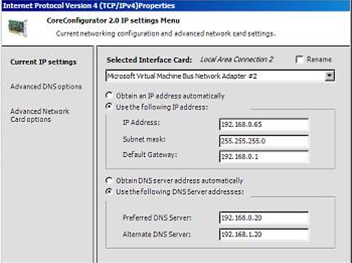 Internet Protocol Version 4 (TCP/IPv4)Properties
CoreConfigurator 2.0 IP settings Menu
Current networking configuration and advanced network card settings.
Current IP settings
Advanced DNS options
Advanced Network
Card options
Selected Interface Card: Local Area Connection 2 Rename
Microsoft Virtual Machine Bus Network Adapter #2
Obtain an IP address automatically
Use the following IP address:
IP Address: 192.168.0.65
Subnet mask: 255.255.255.0
Default Gateway: 192.168.0.1
Obtain DNS server address automatically
Use the following DNS Server addresses:
Preferred DNS Server: 192.168.0.20
Alternate DNS Server: 192.168.1.20